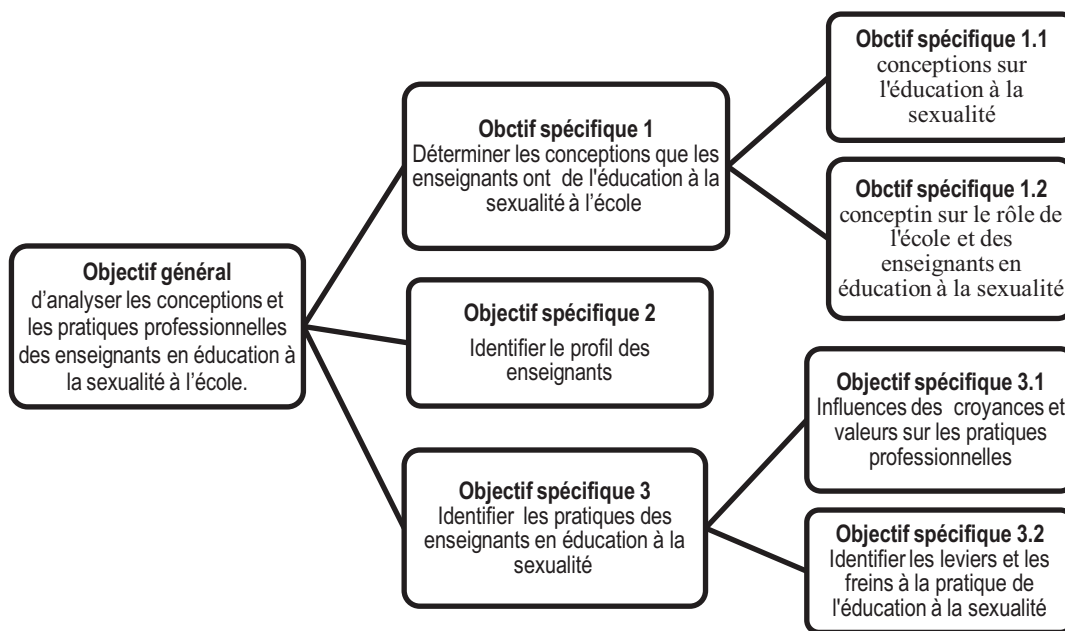 Objectif général
d’analyser les conceptions et
les pratiques professionnelles
des enseignants en éducation à
la sexualité à l’école.
Obctif spécifique 1
Déterminer les conceptions que les
enseignants ont de l'éducation à la
sexualité à l’école
Obctif spécifique 1.1
conceptions sur
l'éducation à la
sexualité
Obctif spécifique 1.2
conceptin sur le rôle de
l'école et des
enseignants en
éducation à la sexualité
Objectif spécifique 2
Identifier le profil des
enseignants
Objectif spécifique 3
Identifier les pratiques des
enseignants en éducation à la
sexualité
Objectif spécifique 3.1
Influences des croyances et
valeurs sur les pratiques
professionnelles
Objectif spécifique 3.2
Identifier les leviers et les
freins à la pratique de
l'éducation à la sexualité